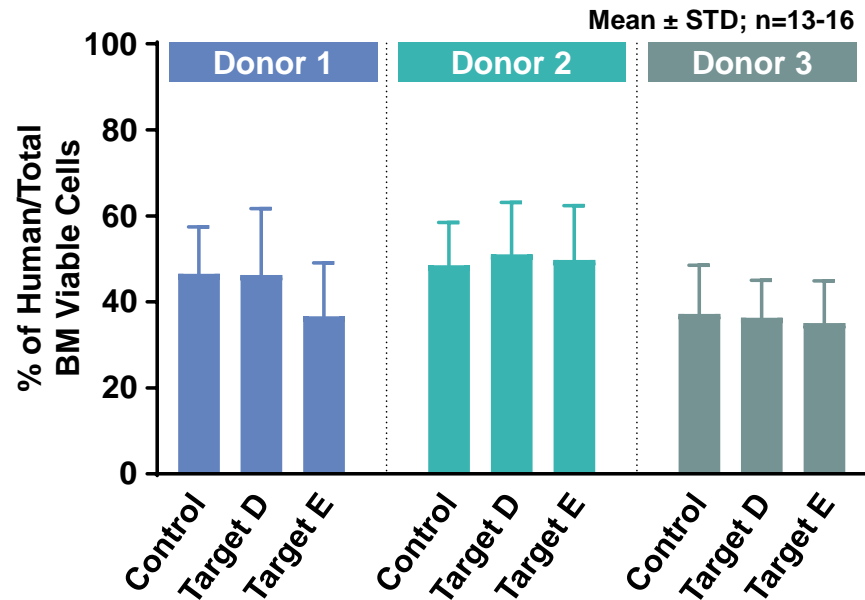 Mean ± STD; n=13-16
Donor 1
Donor 2
Donor 3
% of Human/Total
BM Viable Cells
100
80
60
40
20
0
Control
Target D
Target E
Control
Target D
Target E
Control
Target D
Target E